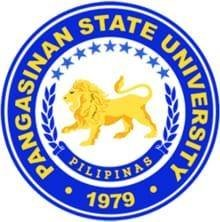 PANGASINAN STATE UNIVERSITY
PILIPINAS
· 1979 ·